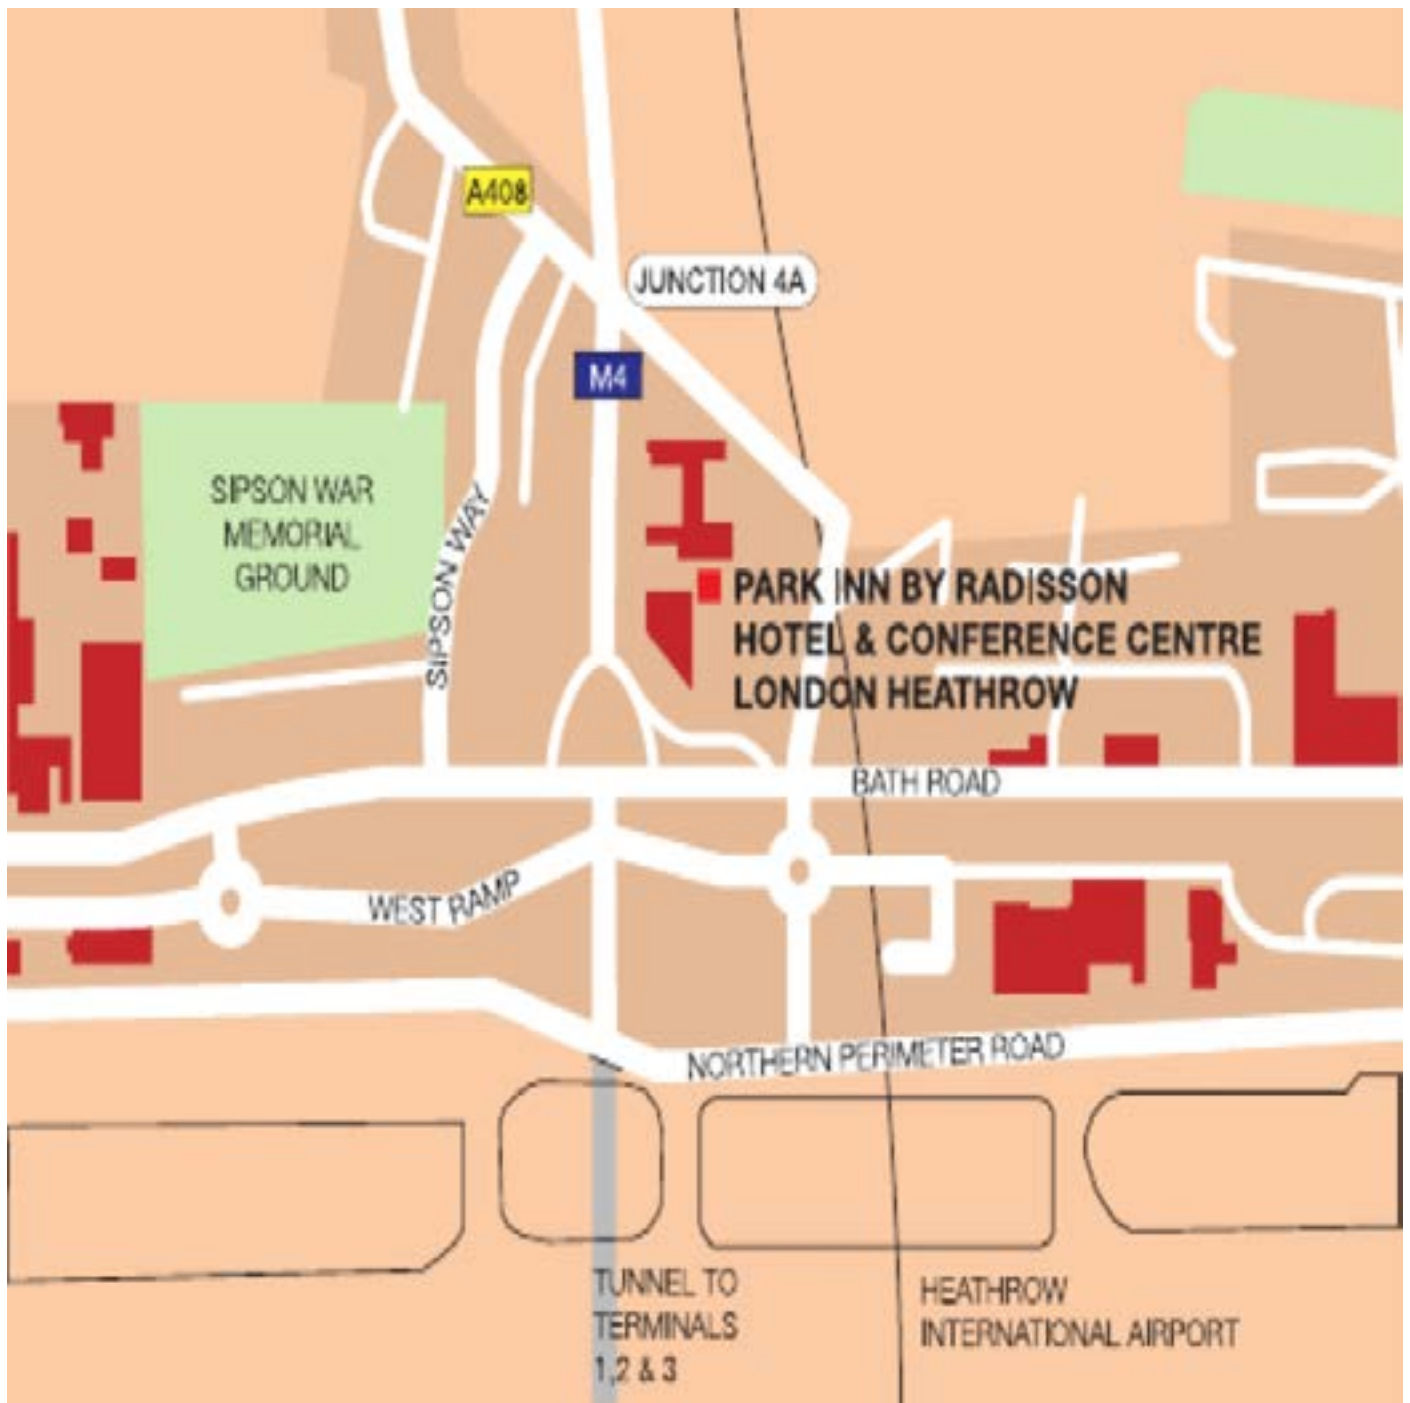 A408
JUNCTION 4A
M4
SIPSON WAR
MEMORIAL
GROUND
SIPSON WAY
PARK INN BY RADISSON
HOTEL & CONFERENCE CENTRE
LONDON HEATHROW
BATH ROAD
WEST RAMP
NORTHERN PERIMETER ROAD
TUNNEL TO
TERMINALS
1,2 & 3
HEATHROW
INTERNATIONAL AIRPORT